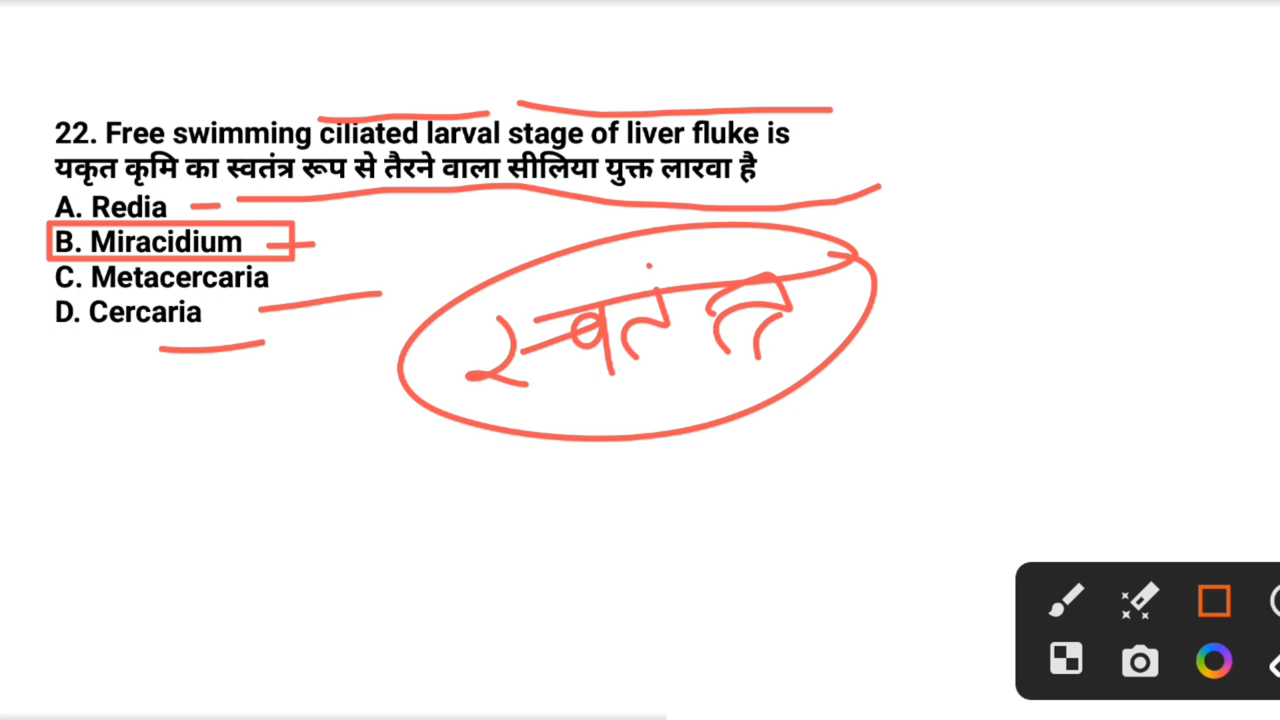 22. Free swimming ciliated larval stage of liver fluke is
यकृत कृमि का स्वतंत्र रूप से तैरने वाला सीलिया युक्त लारवा है
A. Redia
B. Miracidium
C. Metacercaria
D. Cercaria
स्वतंत्र